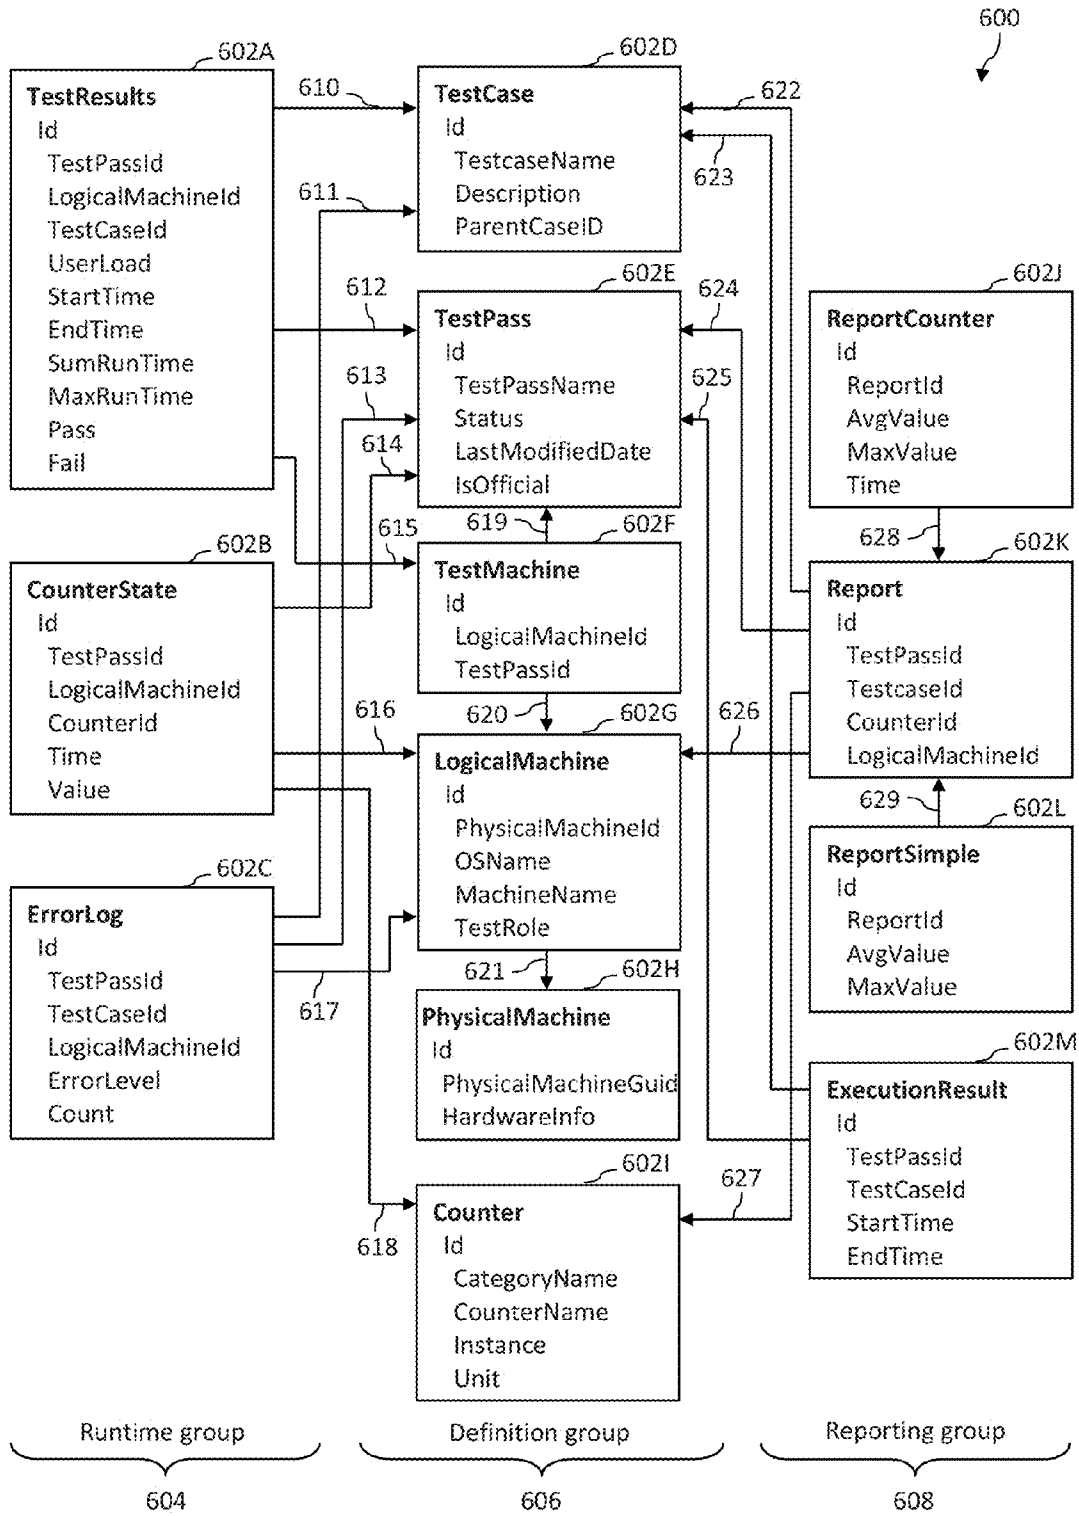 600
602A
TestResults
Id
TestPassId
LogicalMachineId
TestCaseId
UserLoad
StartTime
EndTime
SumRunTime
MaxRunTime
Pass
Fail
602B
CounterState
Id
TestPassId
LogicalMachineId
CounterId
Time
Value
602C
ErrorLog
Id
TestPassId
TestCaseId
LogicalMachineId
ErrorLevel
Count
610
611
612
613
614
615
616
617
618
602D
TestCase
Id
TestcaseName
Description
ParentCaseID
602E
TestPass
Id
TestPassName
Status
LastModifiedDate
IsOfficial
619
602F
TestMachine
Id
LogicalMachineId
TestPassId
620
602G
LogicalMachine
Id
PhysicalMachineId
OSName
MachineName
TestRole
621
602H
PhysicalMachine
Id
PhysicalMachineGuid
HardwareInfo
602I
Counter
Id
CategoryName
CounterName
Instance
Unit
622
623
624
625
626
627
602J
ReportCounter
Id
ReportId
AvgValue
MaxValue
Time
628
602K
Report
Id
TestPassId
TestcaseId
CounterId
LogicalMachineId
629
602L
ReportSimple
Id
ReportId
AvgValue
MaxValue
602M
ExecutionResult
Id
TestPassId
TestCaseId
StartTime
EndTime
Runtime group
Definition group
Reporting group
604
606
608